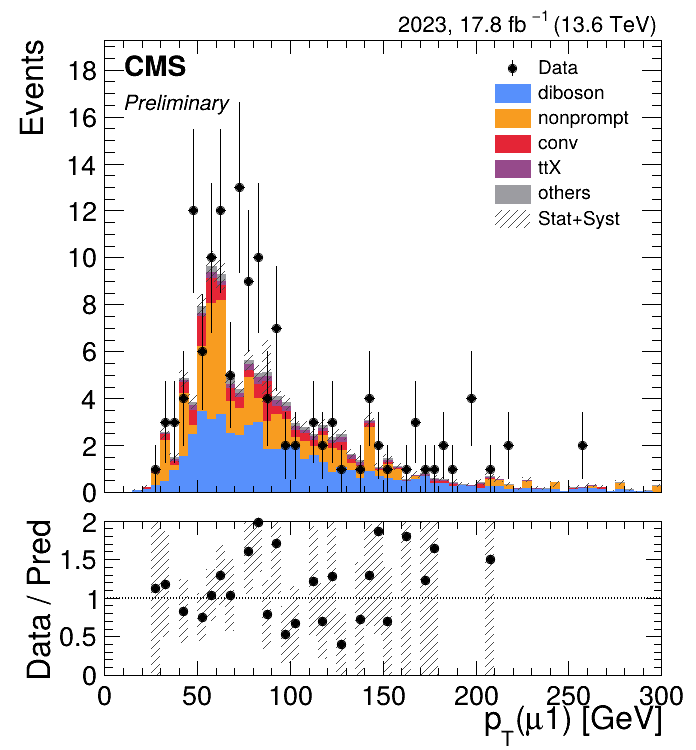 2023, 17.8 fb⁻¹ (13.6 TeV)
CMS
Preliminary
Data
diboson
nonprompt
conv
ttX
others
Stat+Syst
Events
18
16
14
12
10
8
6
4
2
0
Data / Pred
2
1.5
1
0.5
0
0 50 100 150 200 250 300
p_T(μ1) [GeV]